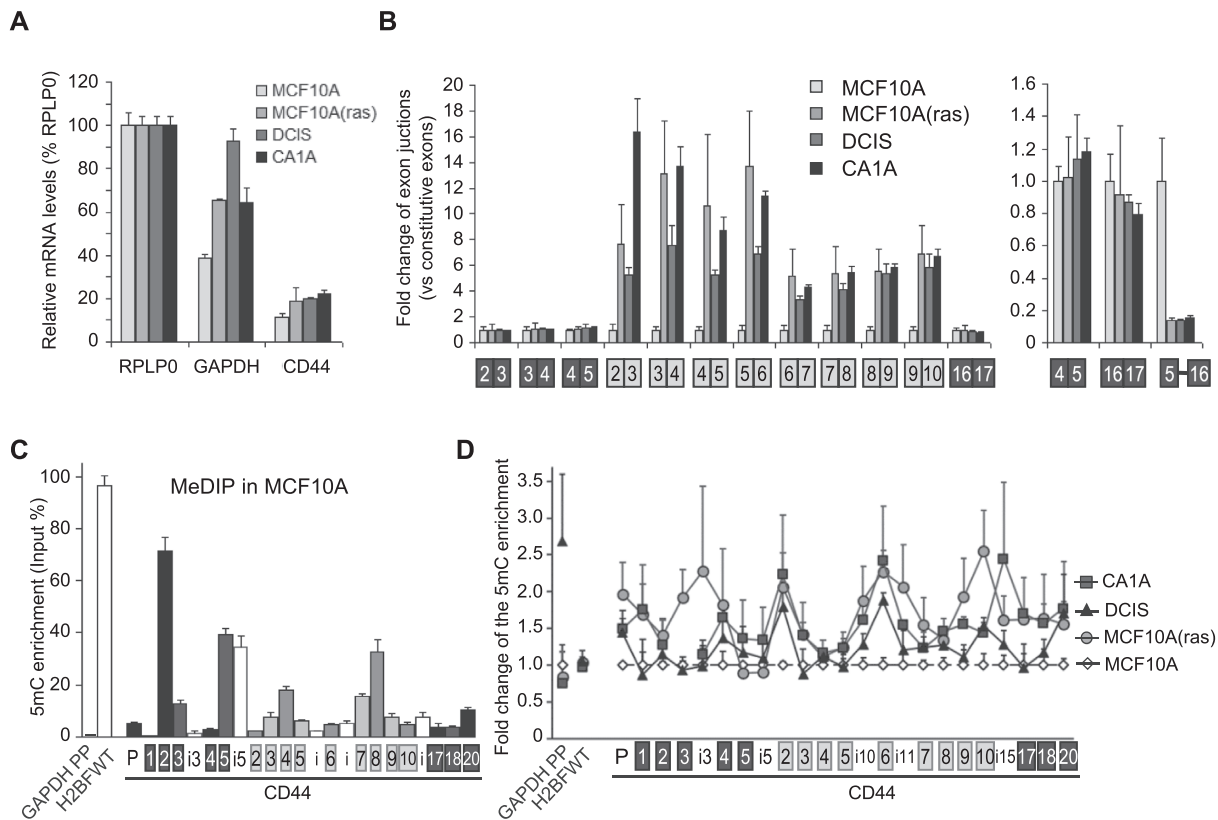 A
Relative mRNA levels (% RPLP0)
120
100
80
60
40
20
0
MCF10A
MCF10A(ras)
DCIS
CA1A
RPLP0 GAPDH CD44
B
Fold change of exon juctions
(vs constitutive exons)
20
18
16
14
12
10
8
6
4
2
0
MCF10A
MCF10A(ras)
DCIS
CA1A
2 3 3 4 4 5 2 3 3 4 4 5 5 6 6 7 7 8 8 9 9 10 16 17
1.6
1.4
1.2
1.0
0.8
0.6
0.4
0.2
0
4 5 16 17 5 16
C
5mC enrichment (Input %)
100
80
60
40
20
0
MeDIP in MCF10A
GAPDH PP
H2BFWT
P 1 2 3 i3 4 5 i5 2 3 4 5 i 6 i 7 8 9 10 i 17 18 20
CD44
D
Fold change of the 5mC enrichment
3.5
3.0
2.5
2.0
1.5
1.0
0.5
0
CA1A
DCIS
MCF10A(ras)
MCF10A
GAPDH PP
H2BFWT
P 1 2 3 i3 4 5 i5 2 3 4 5 i10 6 i11 7 8 9 10 i15 17 18 20
CD44